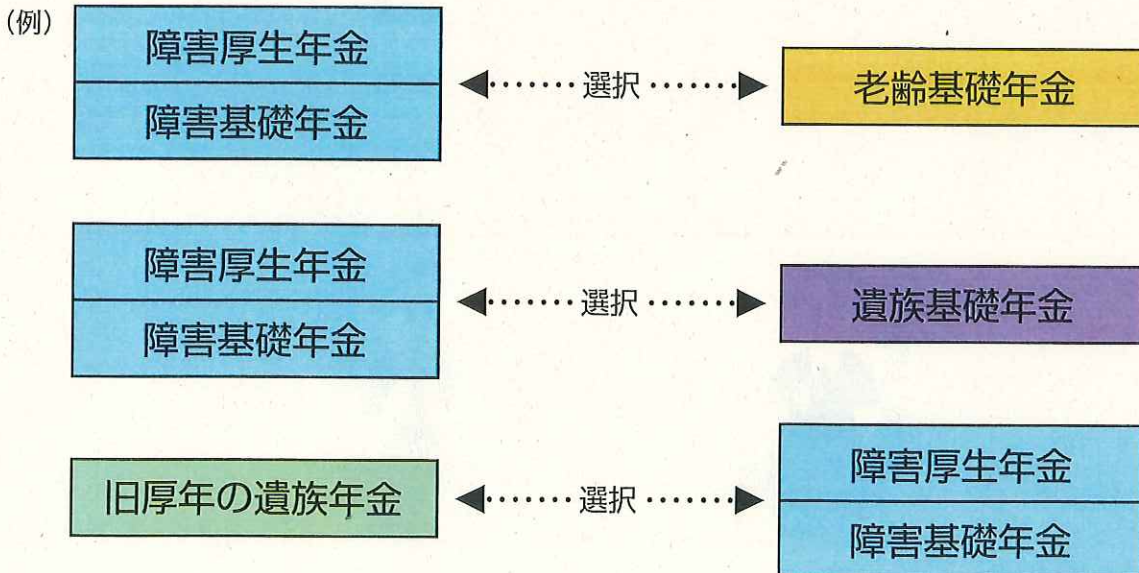 (例)
障害厚生年金
障害基礎年金
選択
老齢基礎年金
障害厚生年金
障害基礎年金
選択
遺族基礎年金
旧厚年の遺族年金
選択
障害厚生年金
障害基礎年金